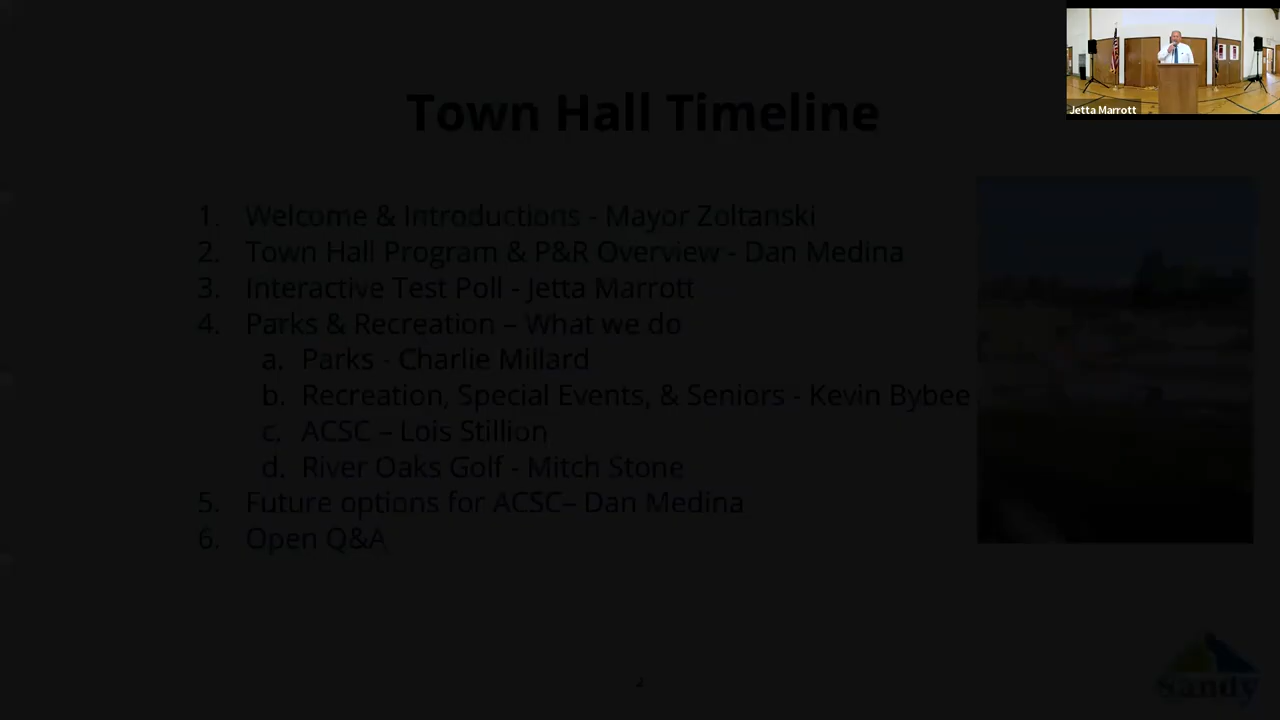 Jetta Marrott
Town Hall Timeline
1. Welcome & Introductions - Mayor Zoltanski
2. Town Hall Program & P&R Overview - Dan Medina
3. Interactive Test Poll - Jetta Marrott
4. Parks & Recreation – What we do
a. Parks - Charlie Millard
b. Recreation, Special Events, & Seniors - Kevin Bybee
c. ACSC – Lois Stillion
d. River Oaks Golf - Mitch Stone
5. Future options for ACSC– Dan Medina
6. Open Q&A
Sandy